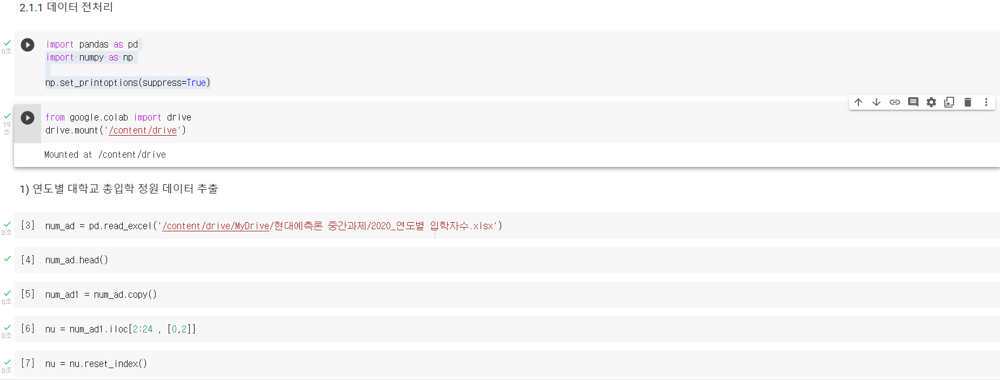 2.1.1 데이터 전처리
import pandas as pd
0초
import numpy as np
np.set_printoptions(suppress=True)
from google.colab import drive
19
초
drive.mount('/content/drive')
Mounted at /content/drive
1) 연도별 대학교 총입학 정원 데이터 추출
[3] num_ad = pd.read_excel('/content/drive/MyDrive/현대예측론 중간과제/2020_연도별 입학자수.xlsx')
0초
[4] num_ad.head()
[5] num_ad1 = num_ad.copy()
0초
[6] nu = num_ad1.iloc[2:24 , [0,2]]
0초
[7] nu = nu.reset_index()
0초